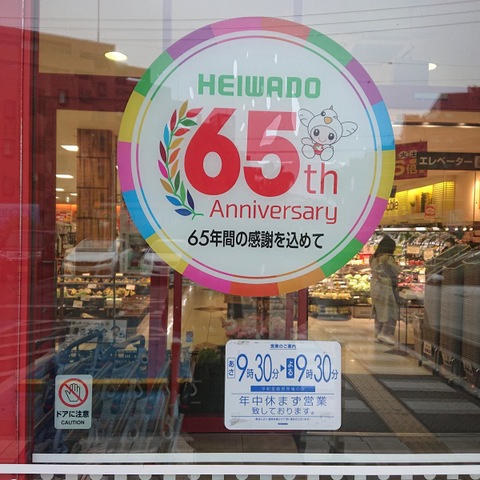 HEIWADO
65th
Anniversary
65年間の感謝を込めて
エレベーター
営業のご案内
あさ 9時30分 ▶ よる 9時30分
年中休まず営業
致しております。
ドアに注意
CAUTION